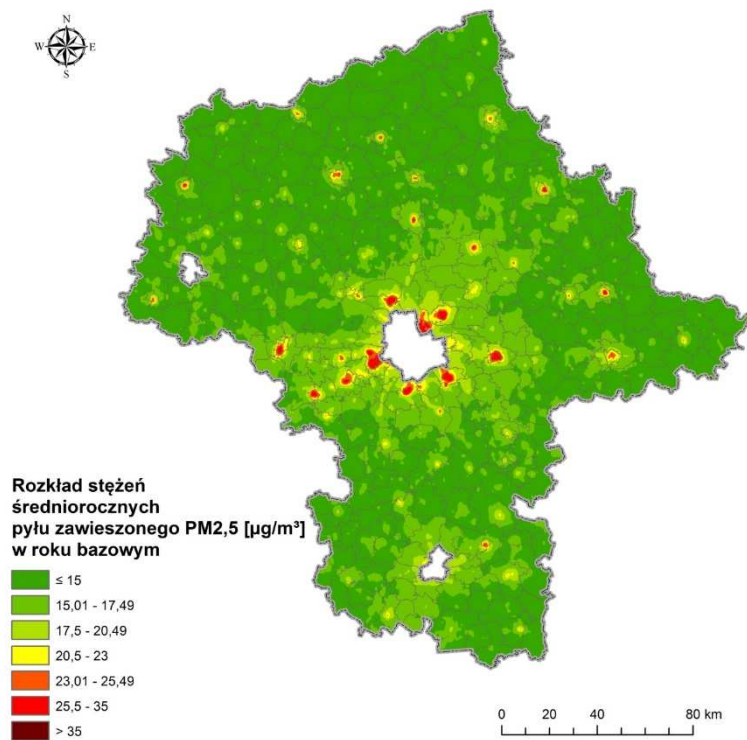 N
W E
S
Rozkład stężeń
średniorocznych
pyłu zawieszonego PM2,5 [µg/m³]
w roku bazowym
≤ 15
15,01 - 17,49
17,5 - 20,49
20,5 - 23
23,01 - 25,49
25,5 - 35
> 35
0 20 40 80 km